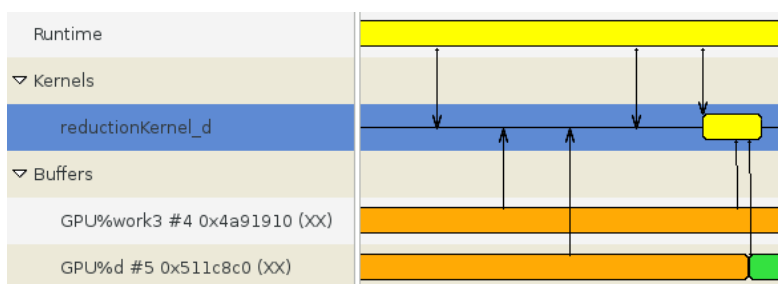 Runtime
Kernels
reductionKernel_d
Buffers
GPU%work3 #4 0x4a91910 (XX)
GPU%d #5 0x511c8c0 (XX)